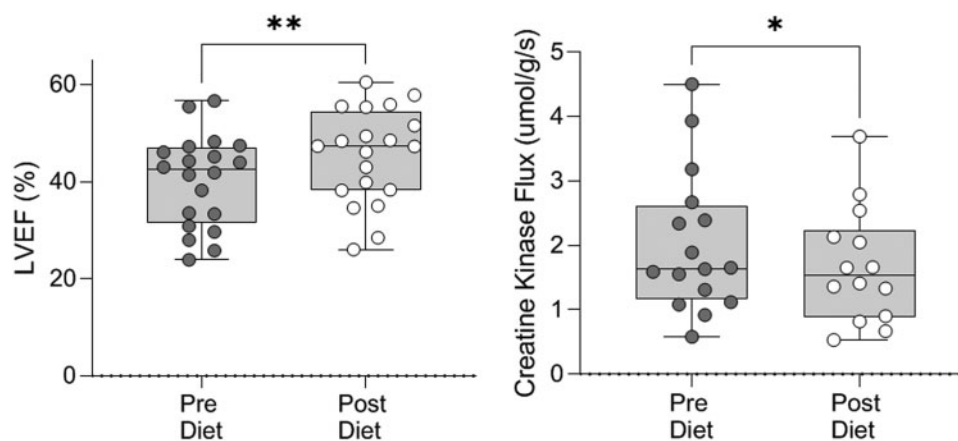 **
LVEF (%)
60
40
20
0
Pre
Diet
Post
Diet
*
Creatine Kinase Flux (umol/g/s)
5
4
3
2
1
0
Pre
Diet
Post
Diet